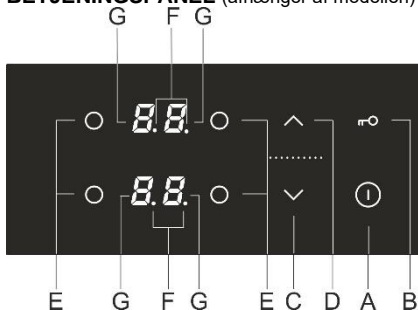 BETJENINGSPANEL (afhænger af modellen)
G F G
8.8.
8.8.
E G F G E C D A B